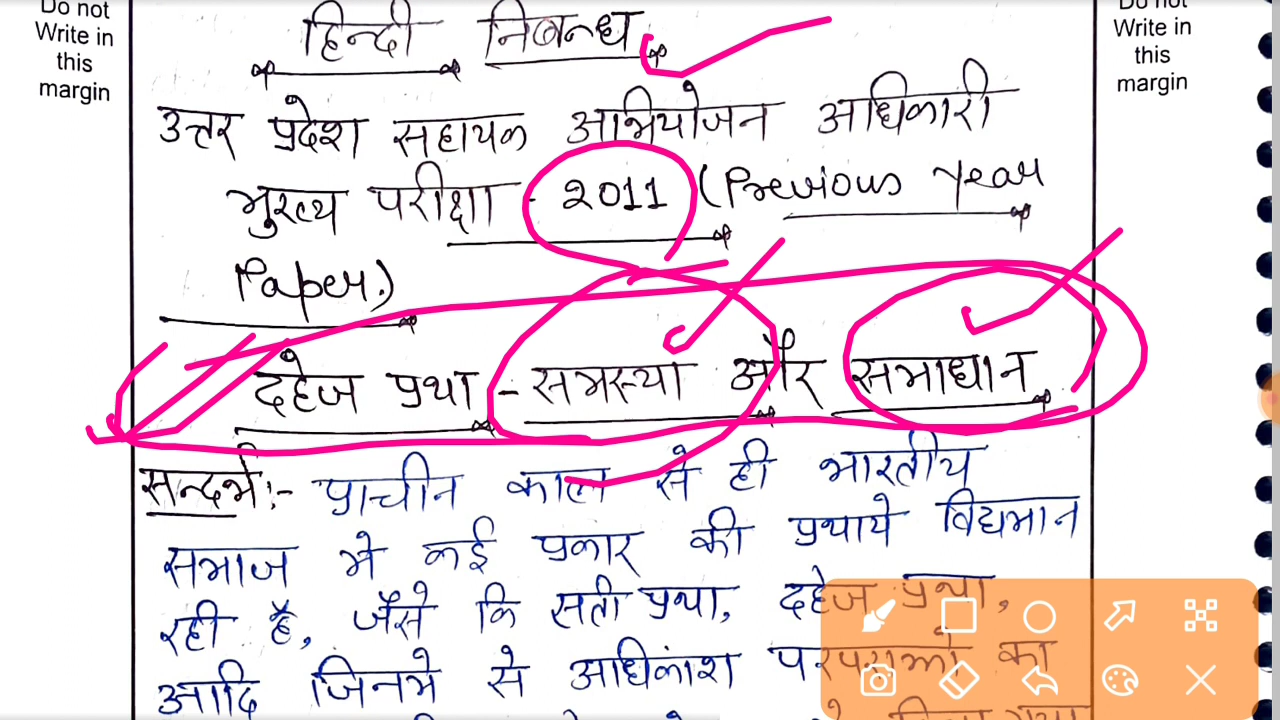 Do not
Write in
this
margin
Do not
Write in
this
margin
हिन्दी निबन्ध
उत्तर प्रदेश सहायक अभियोजन अधिकारी
मुख्य परीक्षा - 2011 (Previous Year
Paper.)
दहेज प्रथा - समस्या और समाधान
सन्दर्भ :- प्राचीन काल से ही भारतीय
समाज मे कई प्रकार की प्रथाये विद्यमान
रही है, जैसे कि सती प्रथा, दहेज प्रथा,
आदि जिनमे से अधिकांश परंपराओ का